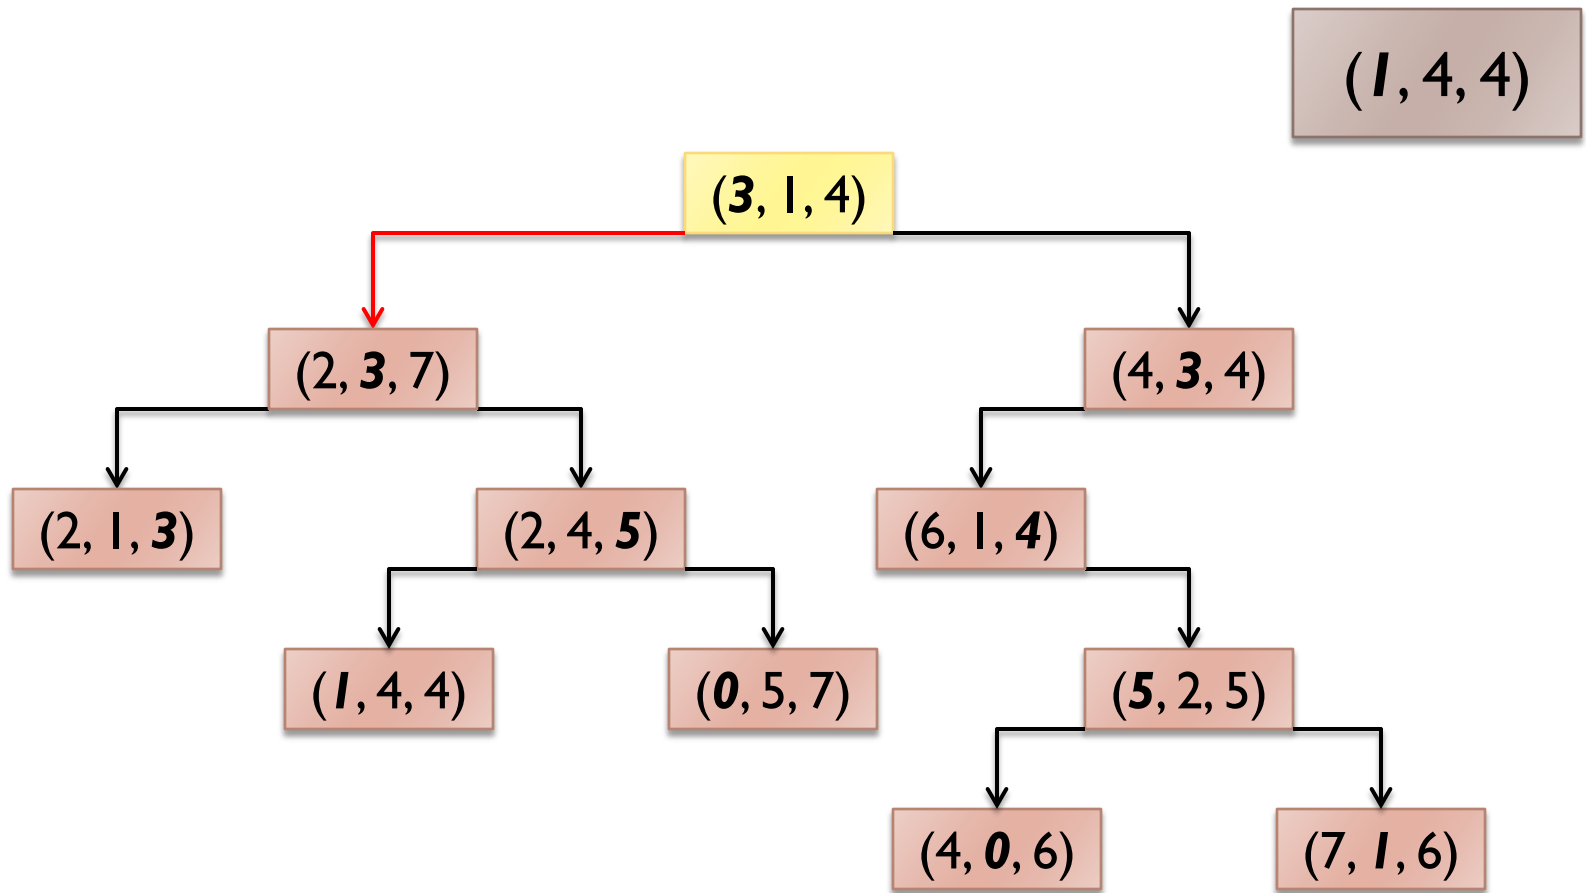 (1, 4, 4)
(3, 1, 4)
(2, 3, 7)
(4, 3, 4)
(2, 1, 3)
(2, 4, 5)
(6, 1, 4)
(1, 4, 4)
(0, 5, 7)
(5, 2, 5)
(4, 0, 6)
(7, 1, 6)